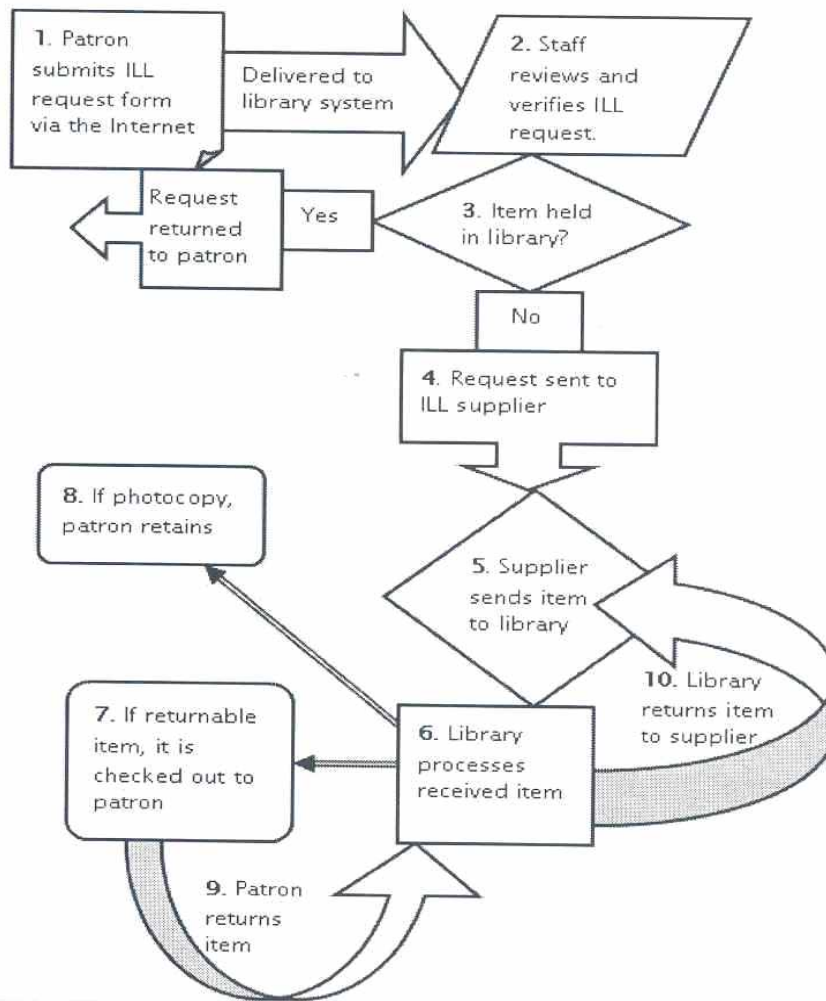 1. Patron
submits ILL
request form
via the Internet
Delivered to
library system
2. Staff
reviews and
verifies ILL
request.
Request
returned
to patron
Yes
3. Item held
in library?
No
4. Request sent to
ILL supplier
8. If photocopy,
patron retains
5. Supplier
sends item
to library
10. Library
returns item
to supplier
7. If returnable
item, it is
checked out to
patron
6. Library
processes
received item
9. Patron
returns
item